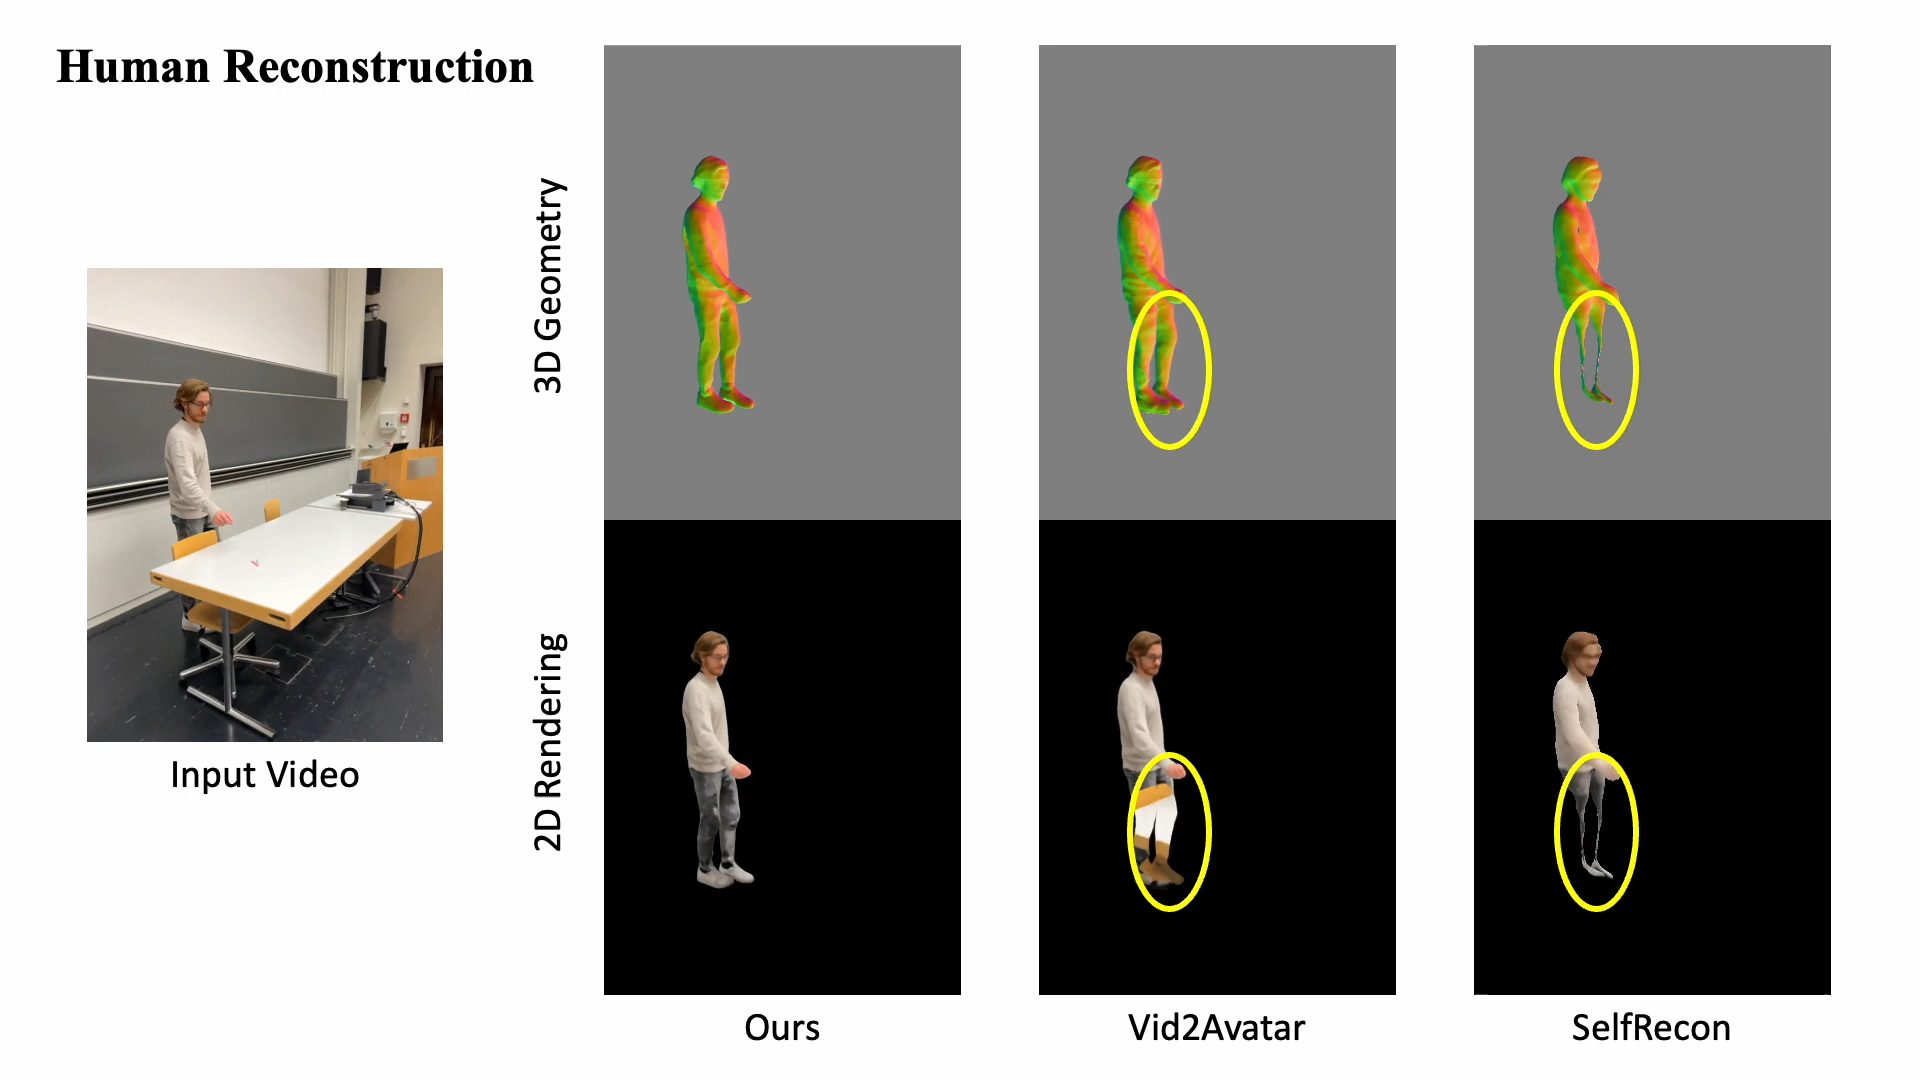 Human Reconstruction
3D Geometry
2D Rendering
Input Video
Ours
Vid2Avatar
SelfRecon